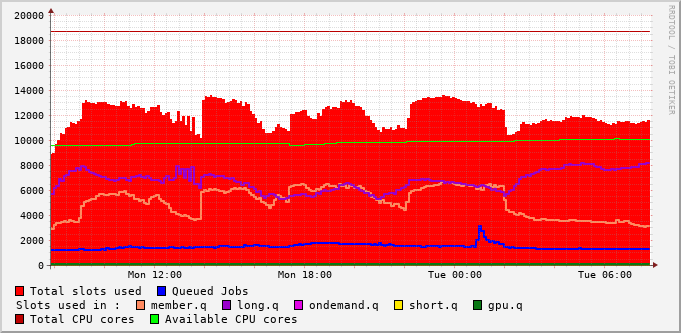 20000
18000
16000
14000
12000
10000
8000
6000
4000
2000
0
Mon 12:00 Mon 18:00 Tue 00:00 Tue 06:00
Total slots used Queued Jobs
Slots used in : member.q long.q ondemand.q short.q gpu.q
Total CPU cores Available CPU cores
RRDTOOL / TOBI OETIKER